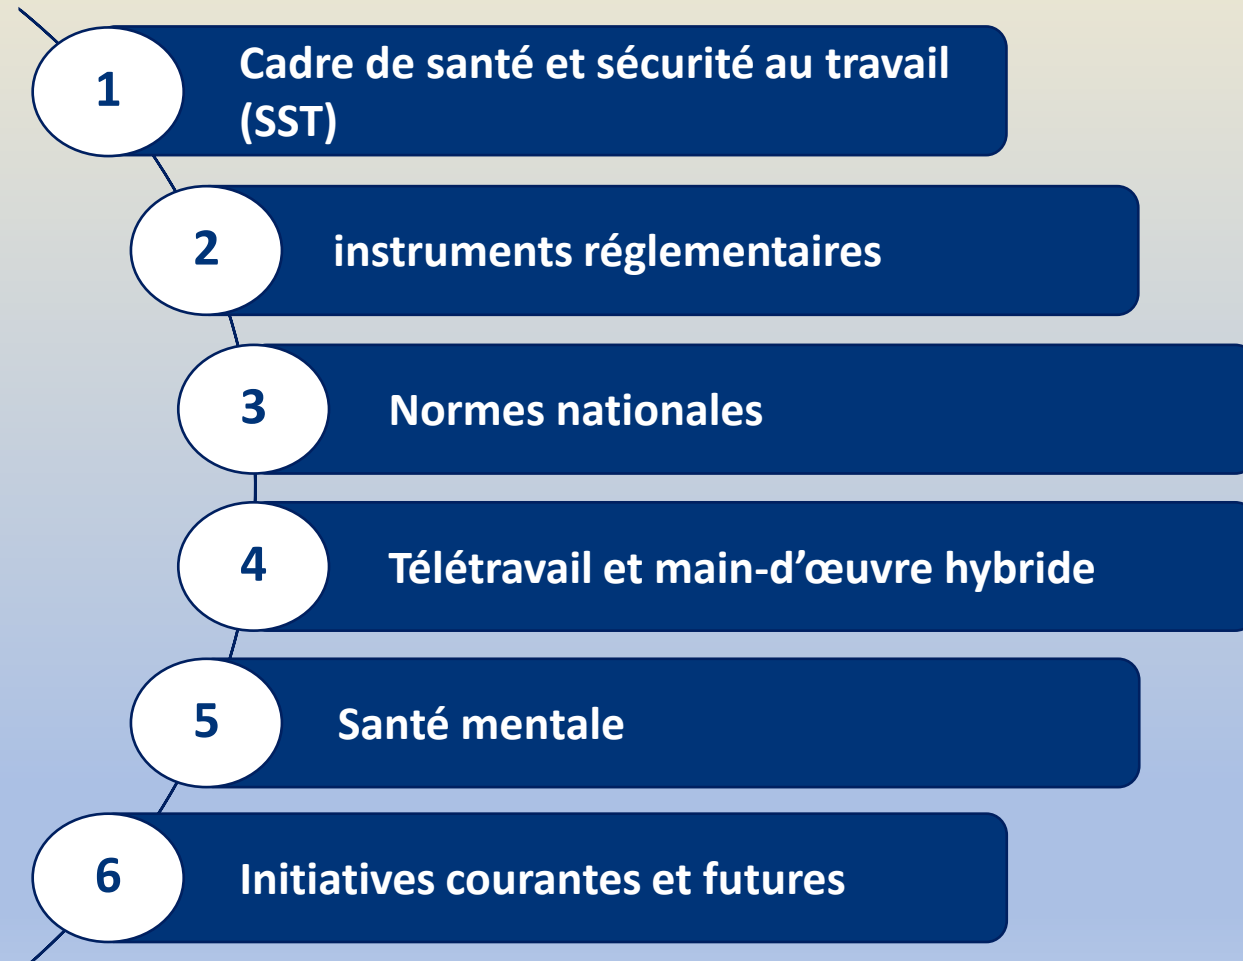 1
Cadre de santé et sécurité au travail
(SST)
2
instruments réglementaires
3
Normes nationales
4
Télétravail et main-d’œuvre hybride
5
Santé mentale
6
Initiatives courantes et futures